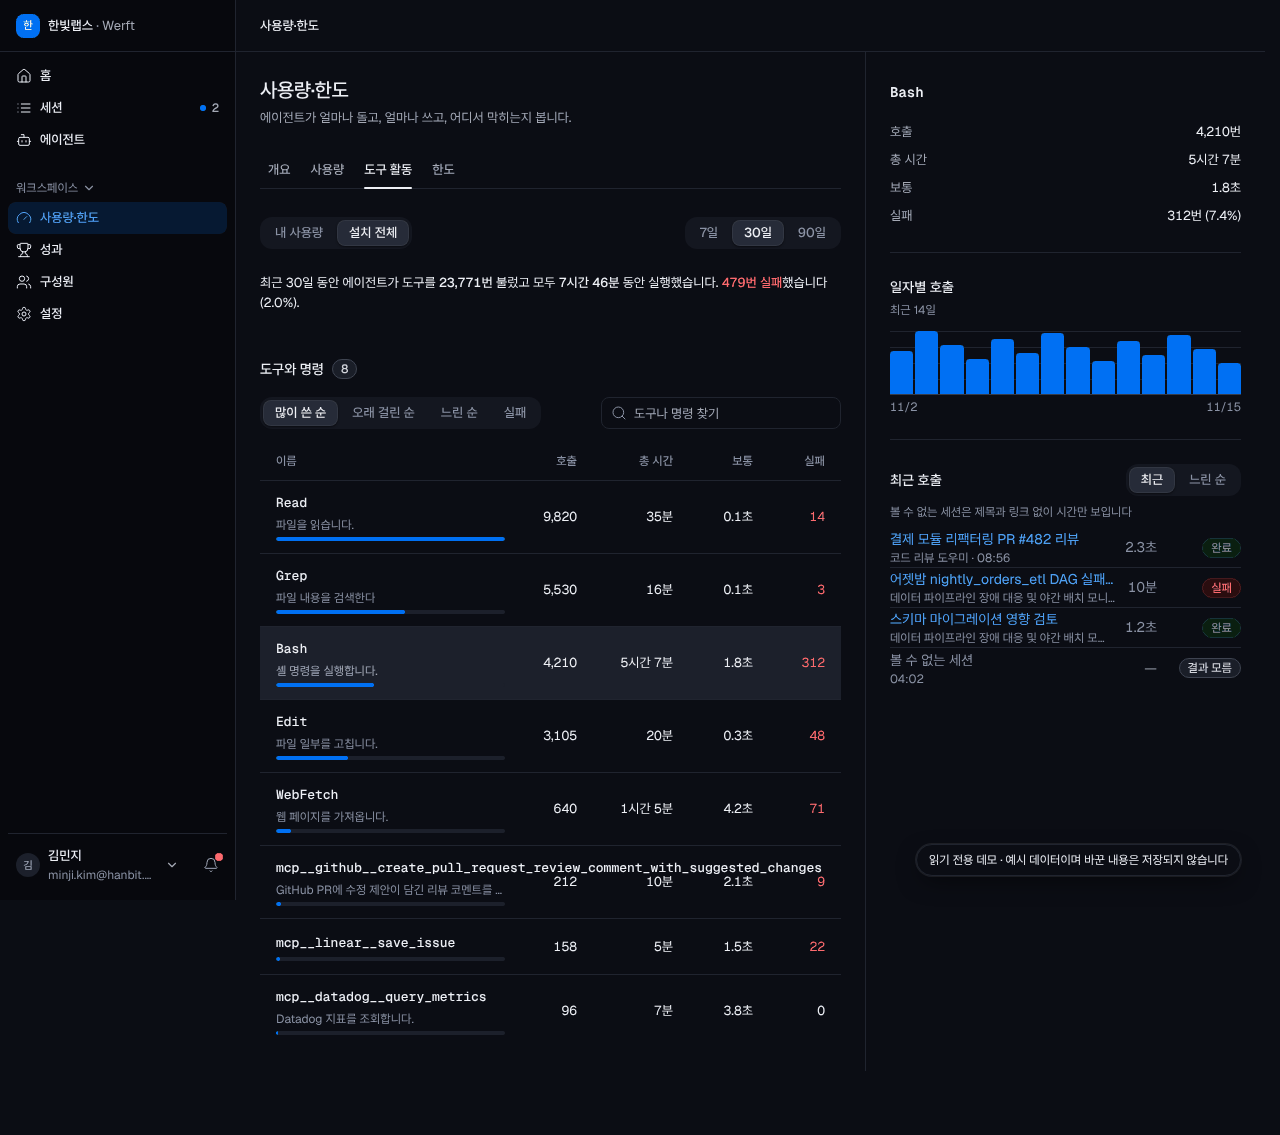 한 한빛랩스 · Werft
홈
세션 2
에이전트
워크스페이스
사용량·한도
성과
구성원
설정
김 김민지
minji.kim@hanbit....
사용량·한도
사용량·한도
에이전트가 얼마나 돌고, 얼마나 쓰고, 어디서 막히는지 봅니다.
개요 사용량 도구 활동 한도
내 사용량 설치 전체 7일 30일 90일
최근 30일 동안 에이전트가 도구를 23,771번 불렀고 모두 7시간 46분 동안 실행했습니다. 479번 실패했습니다
(2.0%).
도구와 명령 8
많이 쓴 순 오래 걸린 순 느린 순 실패 도구나 명령 찾기
이름 호출 총 시간 보통 실패
Read
파일을 읽습니다.
9,820 35분 0.1초 14
Grep
파일 내용을 검색한다
5,530 16분 0.1초 3
Bash
셸 명령을 실행합니다.
4,210 5시간 7분 1.8초 312
Edit
파일 일부를 고칩니다.
3,105 20분 0.3초 48
WebFetch
웹 페이지를 가져옵니다.
640 1시간 5분 4.2초 71
mcp__github__create_pull_request_review_comment_with_suggested_changes
GitHub PR에 수정 제안이 담긴 리뷰 코멘트를 ...
212 10분 2.1초 9
mcp__linear__save_issue
158 5분 1.5초 22
mcp__datadog__query_metrics
Datadog 지표를 조회합니다.
96 7분 3.8초 0
Bash
호출 4,210번
총 시간 5시간 7분
보통 1.8초
실패 312번 (7.4%)
일자별 호출
최근 14일
11/2 11/15
최근 호출 최근 느린 순
볼 수 없는 세션은 제목과 링크 없이 시간만 보입니다
결제 모듈 리팩터링 PR #482 리뷰
코드 리뷰 도우미 · 08:56
2.3초 완료
어젯밤 nightly_orders_etl DAG 실패...
데이터 파이프라인 장애 대응 및 야간 배치 모니...
10분 실패
스키마 마이그레이션 영향 검토
데이터 파이프라인 장애 대응 및 야간 배치 모...
1.2초 완료
볼 수 없는 세션
04:02
— 결과 모름
읽기 전용 데모 · 예시 데이터이며 바꾼 내용은 저장되지 않습니다